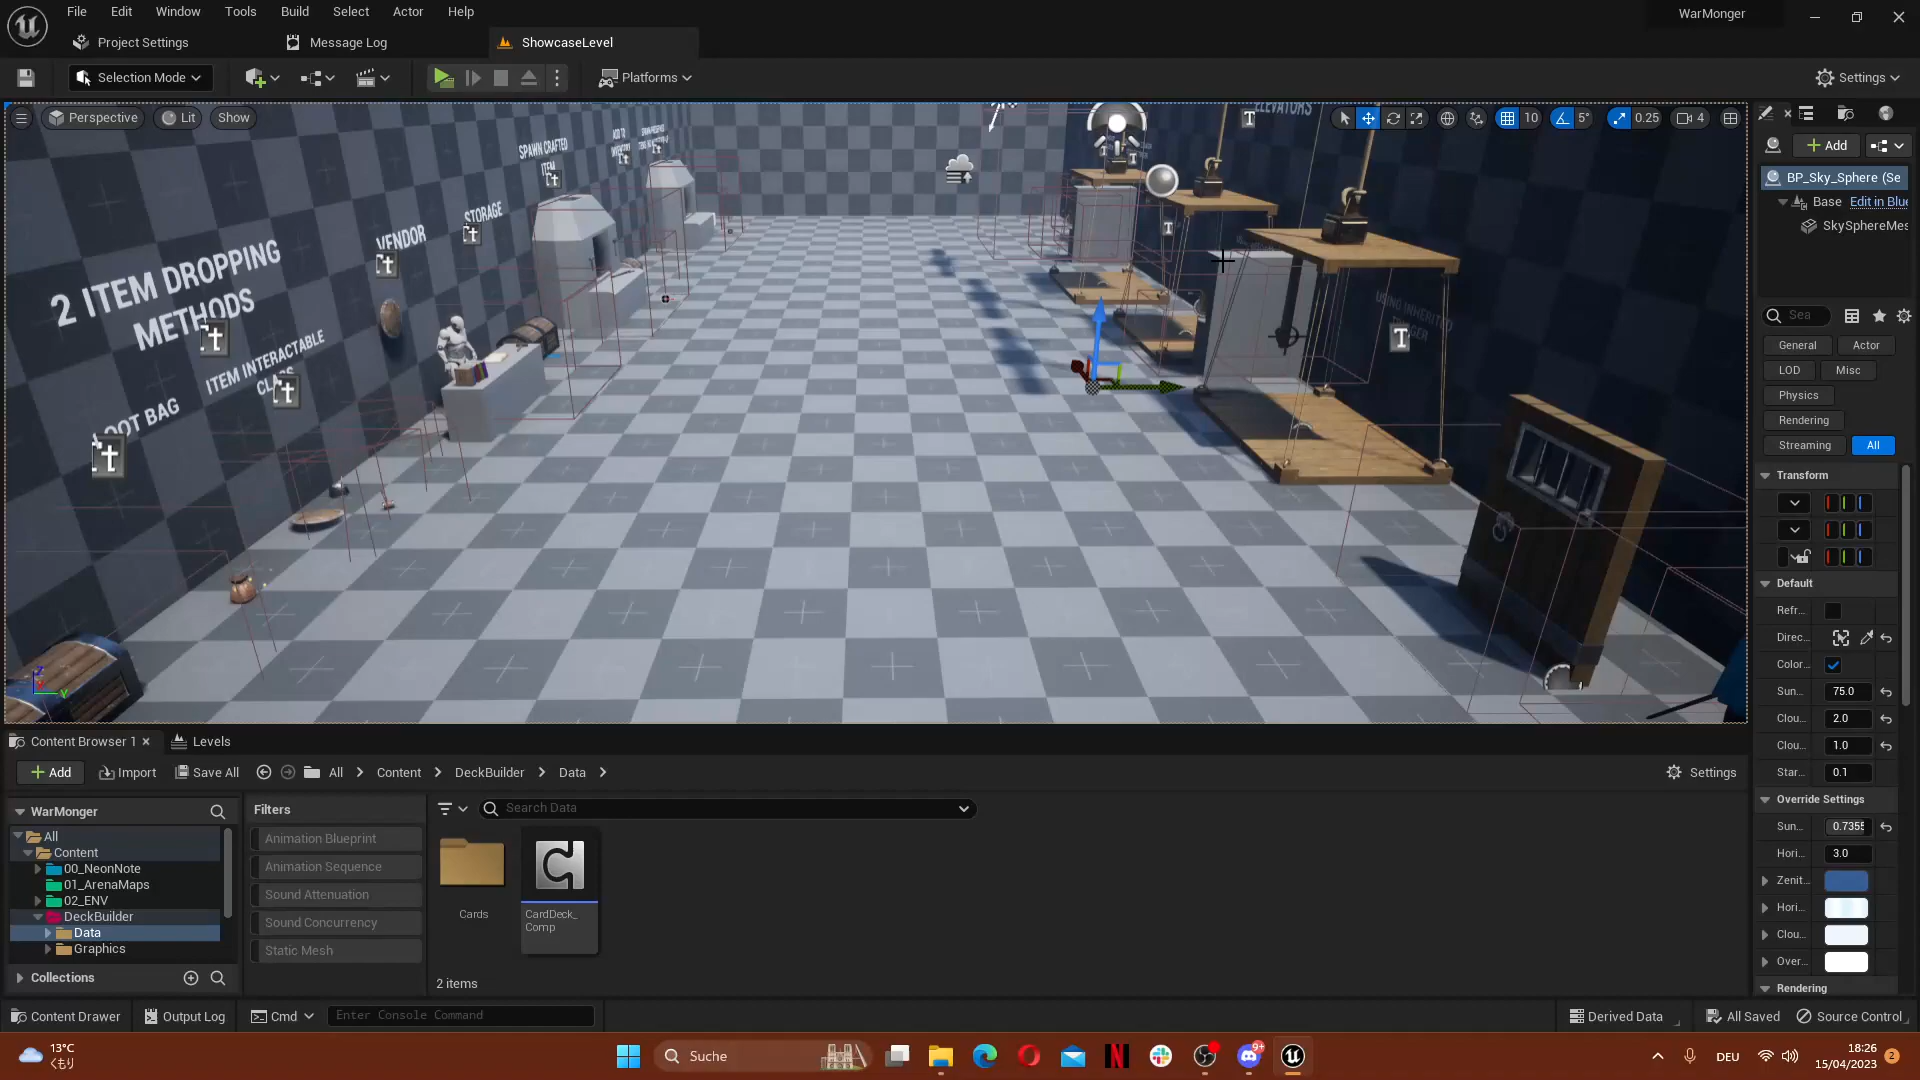 File Edit Window Tools Build Select Actor Help
WarMonger
Project Settings
Message Log
ShowcaseLevel
Selection Mode
Platforms
Settings
Perspective
Lit
Show
10
5°
0.25
4
ELEVATORS
SPAWN CRAFTED
ITEM
STORAGE
VENDOR
2 ITEM DROPPING
METHODS
ITEM INTERACTABLE
CLASS
LOOT BAG
USING INHERITED
TRIGGER
Add
BP_Sky_Sphere (Se
Base Edit in Blue
SkySphereMes
Sea
General
Actor
LOD
Misc
Physics
Rendering
Streaming
All
Transform
Default
Refr...
Direc...
Color...
Sun... 75.0
Clou... 2.0
Clou... 1.0
Star... 0.1
Override Settings
Sun... 0.7355
Hori... 3.0
Zenit...
Hori...
Clou...
Over...
Rendering
Content Browser 1
Levels
Add
Import
Save All
All
Content
DeckBuilder
Data
Settings
WarMonger
All
Content
00_NeonNote
01_ArenaMaps
02_ENV
DeckBuilder
Data
Graphics
Collections
Filters
Animation Blueprint
Animation Sequence
Sound Attenuation
Sound Concurrency
Static Mesh
Search Data
Cards
CardDeck_
Comp
2 items
Content Drawer
Output Log
Cmd
Enter Console Command
Derived Data
All Saved
Source Control
13°C
くもり
Suche
9+
DEU
18:26
15/04/2023
2